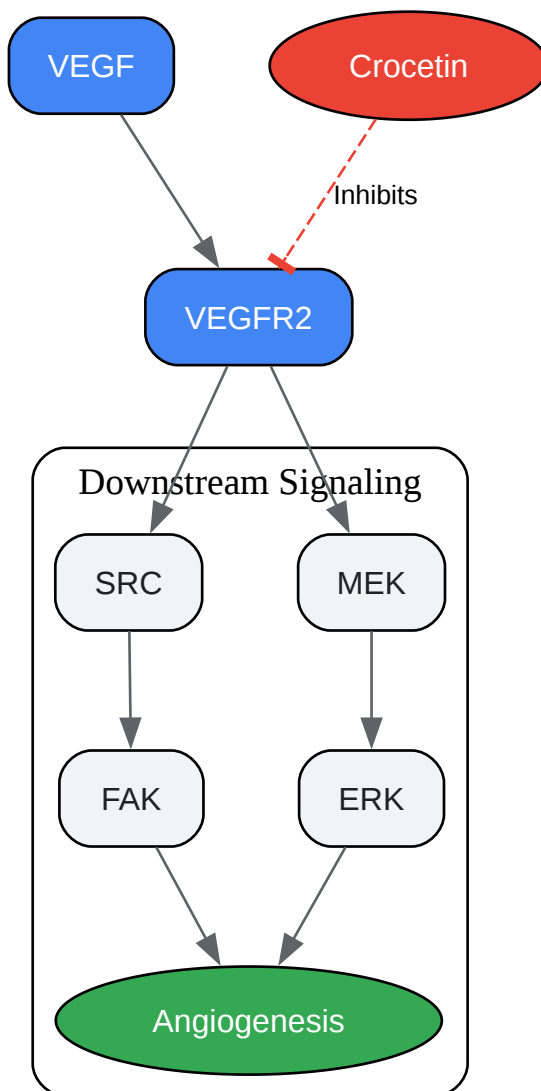 VEGF
Crocetin
Inhibits
VEGFR2
Downstream Signaling
SRC
MEK
FAK
ERK
Angiogenesis